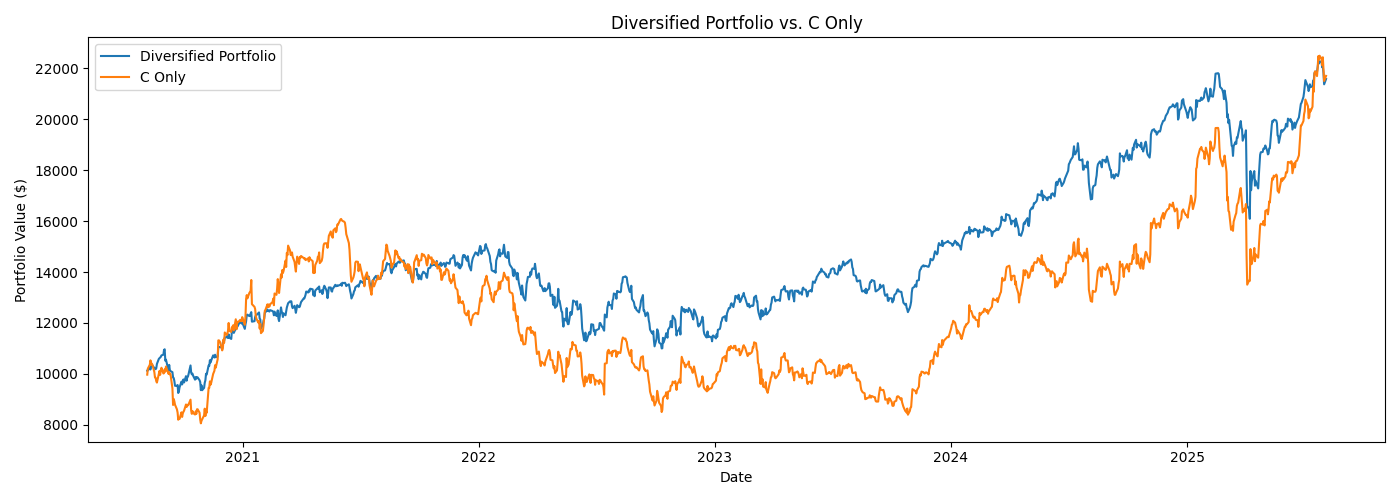 Diversified Portfolio vs. C Only
Diversified Portfolio
C Only
Portfolio Value ($)
22000
20000
18000
16000
14000
12000
10000
8000
2021
2022
2023
2024
2025
Date